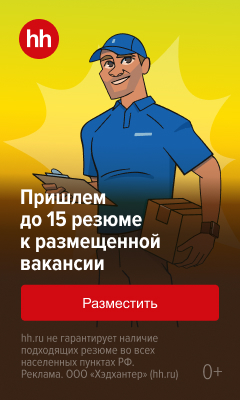 hh
Пришлем
до 15 резюме
к размещенной
вакансии
Разместить
hh.ru не гарантирует наличие
подходящих резюме во всех
населенных пунктах РФ.
Реклама. ООО «Хэдхантер» (hh.ru)
0+